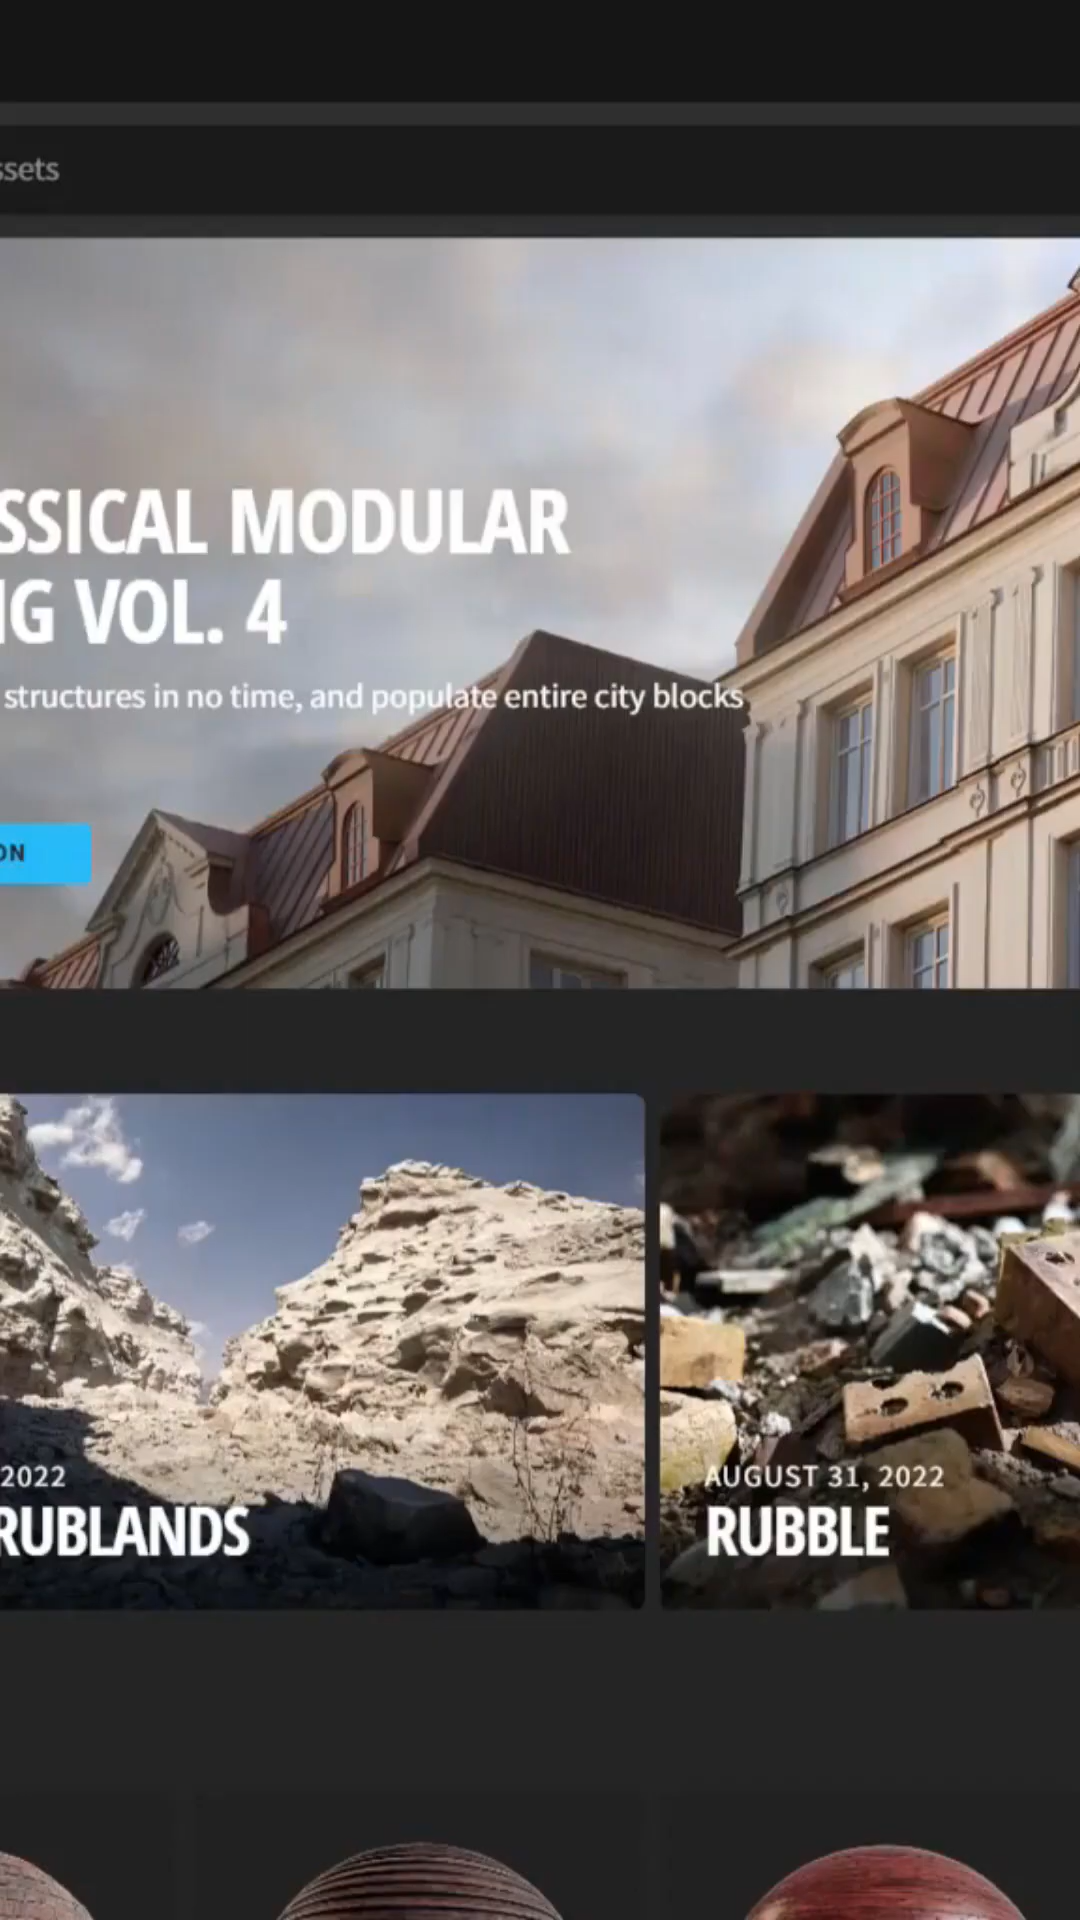 ssets
SSICAL MODULAR
NG VOL. 4
structures in no time, and populate entire city blocks
ON
2022
RUBLANDS
AUGUST 31, 2022
RUBBLE